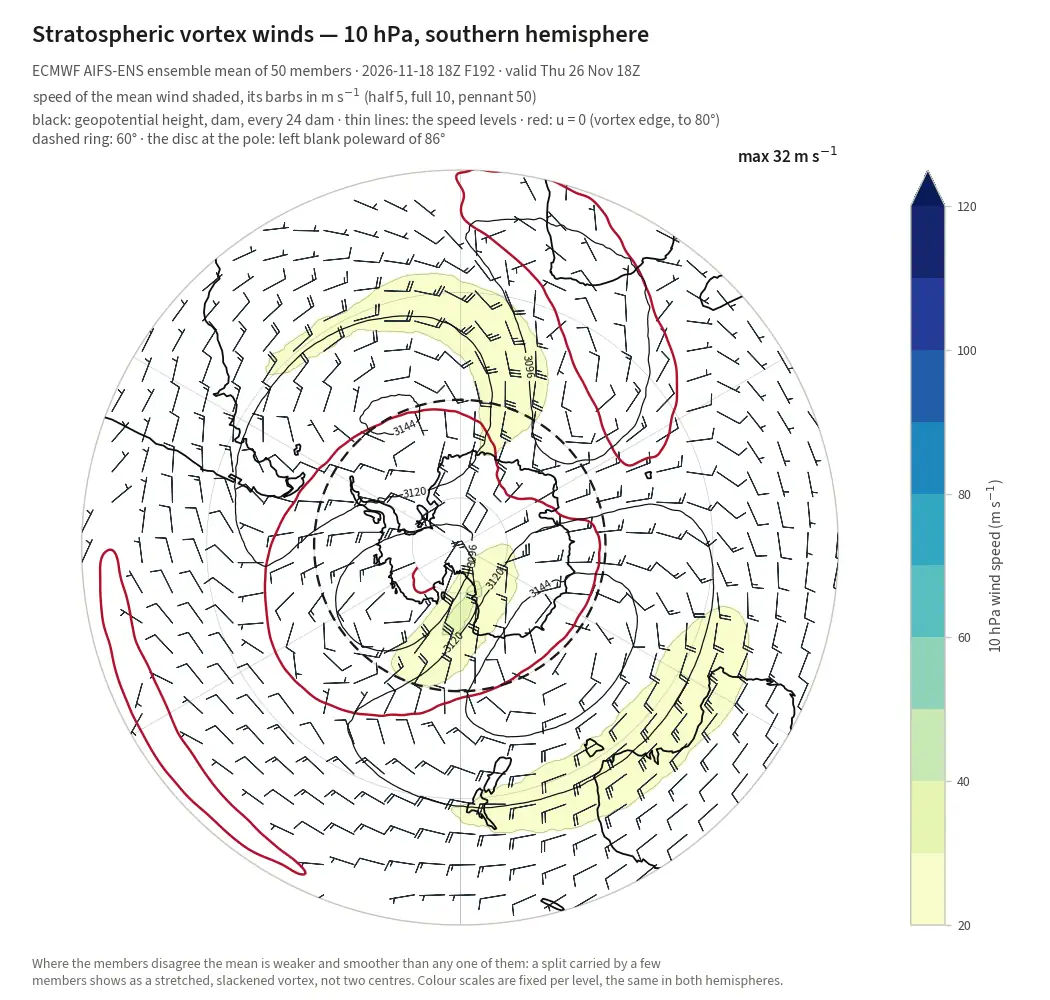 Stratospheric vortex winds — 10 hPa, southern hemisphere
ECMWF AIFS-ENS ensemble mean of 50 members · 2026-11-18 18Z F192 · valid Thu 26 Nov 18Z
speed of the mean wind shaded, its barbs in m s⁻¹ (half 5, full 10, pennant 50)
black: geopotential height, dam, every 24 dam · thin lines: the speed levels · red: u = 0 (vortex edge, to 80°)
dashed ring: 60° · the disc at the pole: left blank poleward of 86°
max 32 m s⁻¹
120
100
80
60
40
20
10 hPa wind speed (m s⁻¹)
3096
3144
3120
3096
3120
3144
3120
Where the members disagree the mean is weaker and smoother than any one of them: a split carried by a few
members shows as a stretched, slackened vortex, not two centres. Colour scales are fixed per level, the same in both hemispheres.